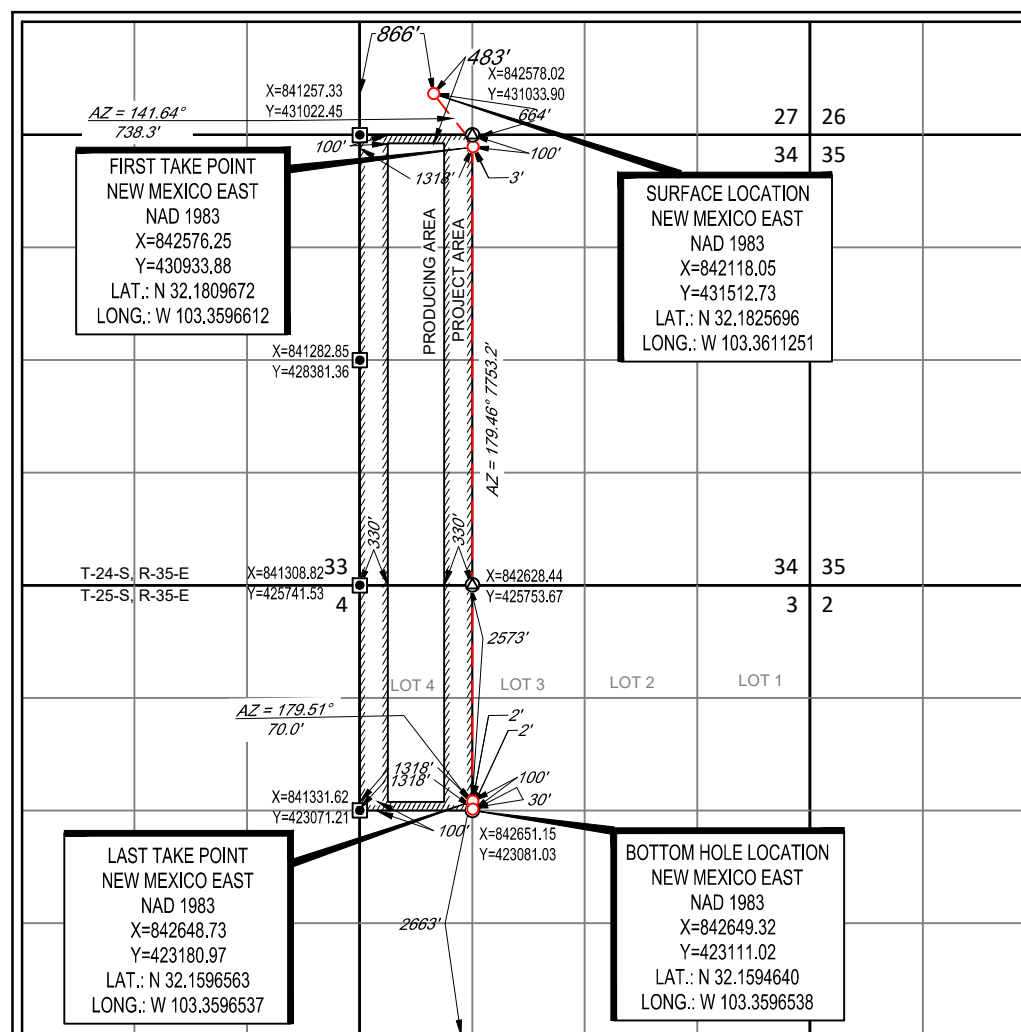 866'
483'
X=841257.33
Y=431022.45
X=842578.02
Y=431033.90
AZ = 141.64°
738.3'
664'
27
26
100'
100'
34
35
1318'
3'
FIRST TAKE POINT
NEW MEXICO EAST
NAD 1983
X=842576.25
Y=430933.88
LAT.: N 32.1809672
LONG.: W 103.3596612
SURFACE LOCATION
NEW MEXICO EAST
NAD 1983
X=842118.05
Y=431512.73
LAT.: N 32.1825696
LONG.: W 103.3611251
PRODUCING AREA
PROJECT AREA
X=841282.85
Y=428381.36
AZ = 179.46° 7753.2'
330'
330'
T-24-S, R-35-E
T-25-S, R-35-E
X=841308.82
Y=425741.53
33
4
X=842628.44
Y=425753.67
34
35
3
2
2573'
LOT 4
LOT 3
LOT 2
LOT 1
AZ = 179.51°
70.0'
2'
2'
1318'
1318'
100'
30'
X=841331.62
Y=423071.21
100'
X=842651.15
Y=423081.03
LAST TAKE POINT
NEW MEXICO EAST
NAD 1983
X=842648.73
Y=423180.97
LAT.: N 32.1596563
LONG.: W 103.3596537
2663'
BOTTOM HOLE LOCATION
NEW MEXICO EAST
NAD 1983
X=842649.32
Y=423111.02
LAT.: N 32.1594640
LONG.: W 103.3596538